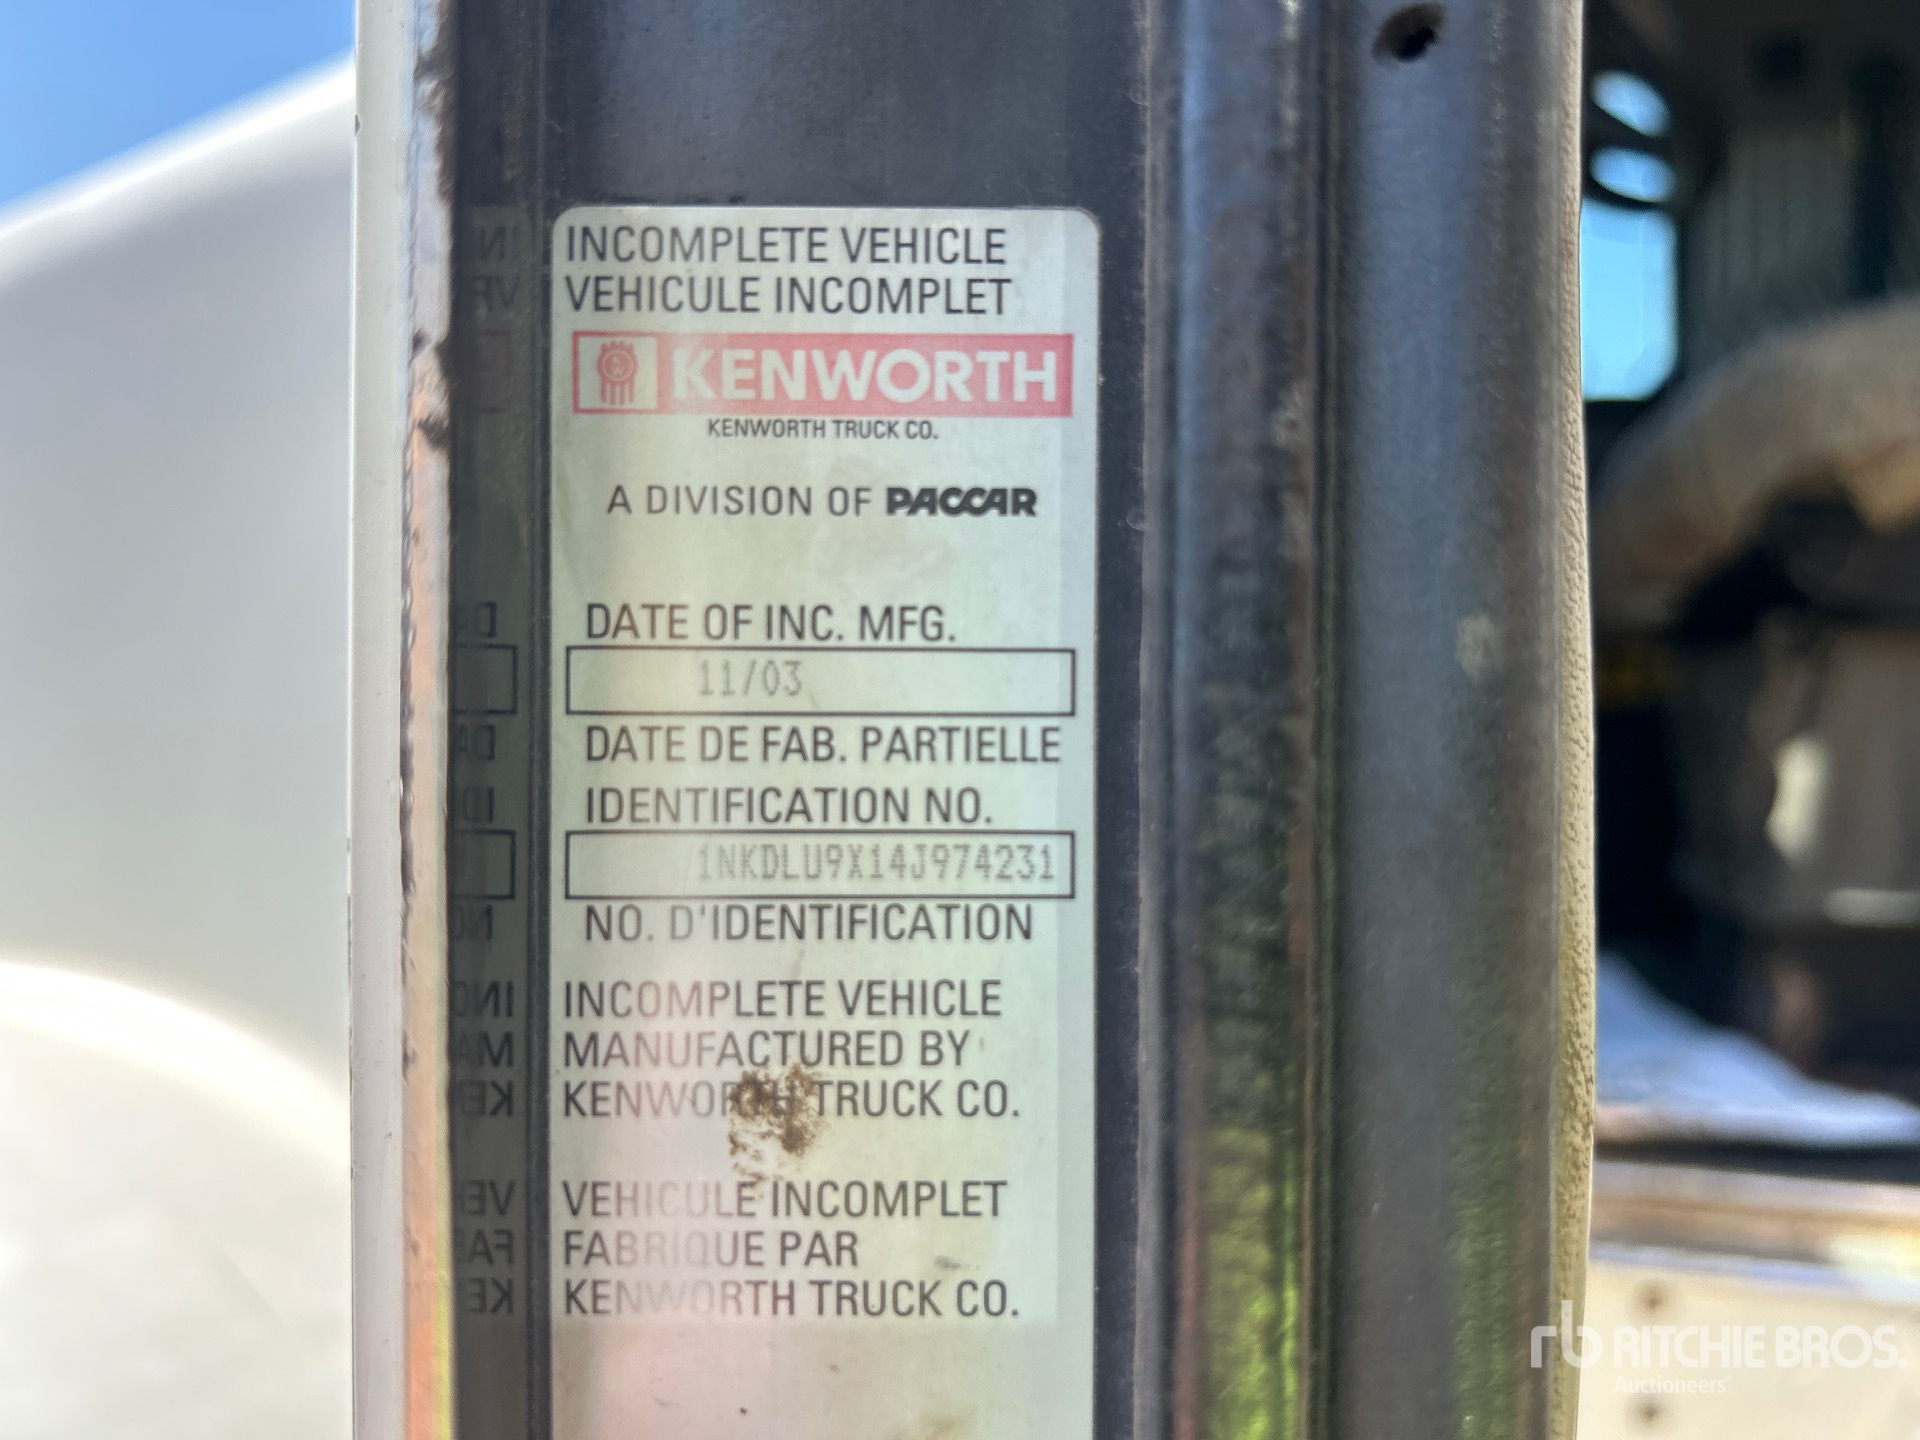 INCOMPLETE VEHICLE
VEHICULE INCOMPLET
KENWORTH
KENWORTH TRUCK CO.
A DIVISION OF PACCAR
DATE OF INC. MFG.
11/03
DATE DE FAB. PARTIELLE
IDENTIFICATION NO.
1NKDLU9X14J974231
NO. D'IDENTIFICATION
INCOMPLETE VEHICLE
MANUFACTURED BY
KENWORTH TRUCK CO.
VEHICULE INCOMPLET
FABRIQUE PAR
KENWORTH TRUCK CO.
rb RITCHIE BROS.
Auctioneers